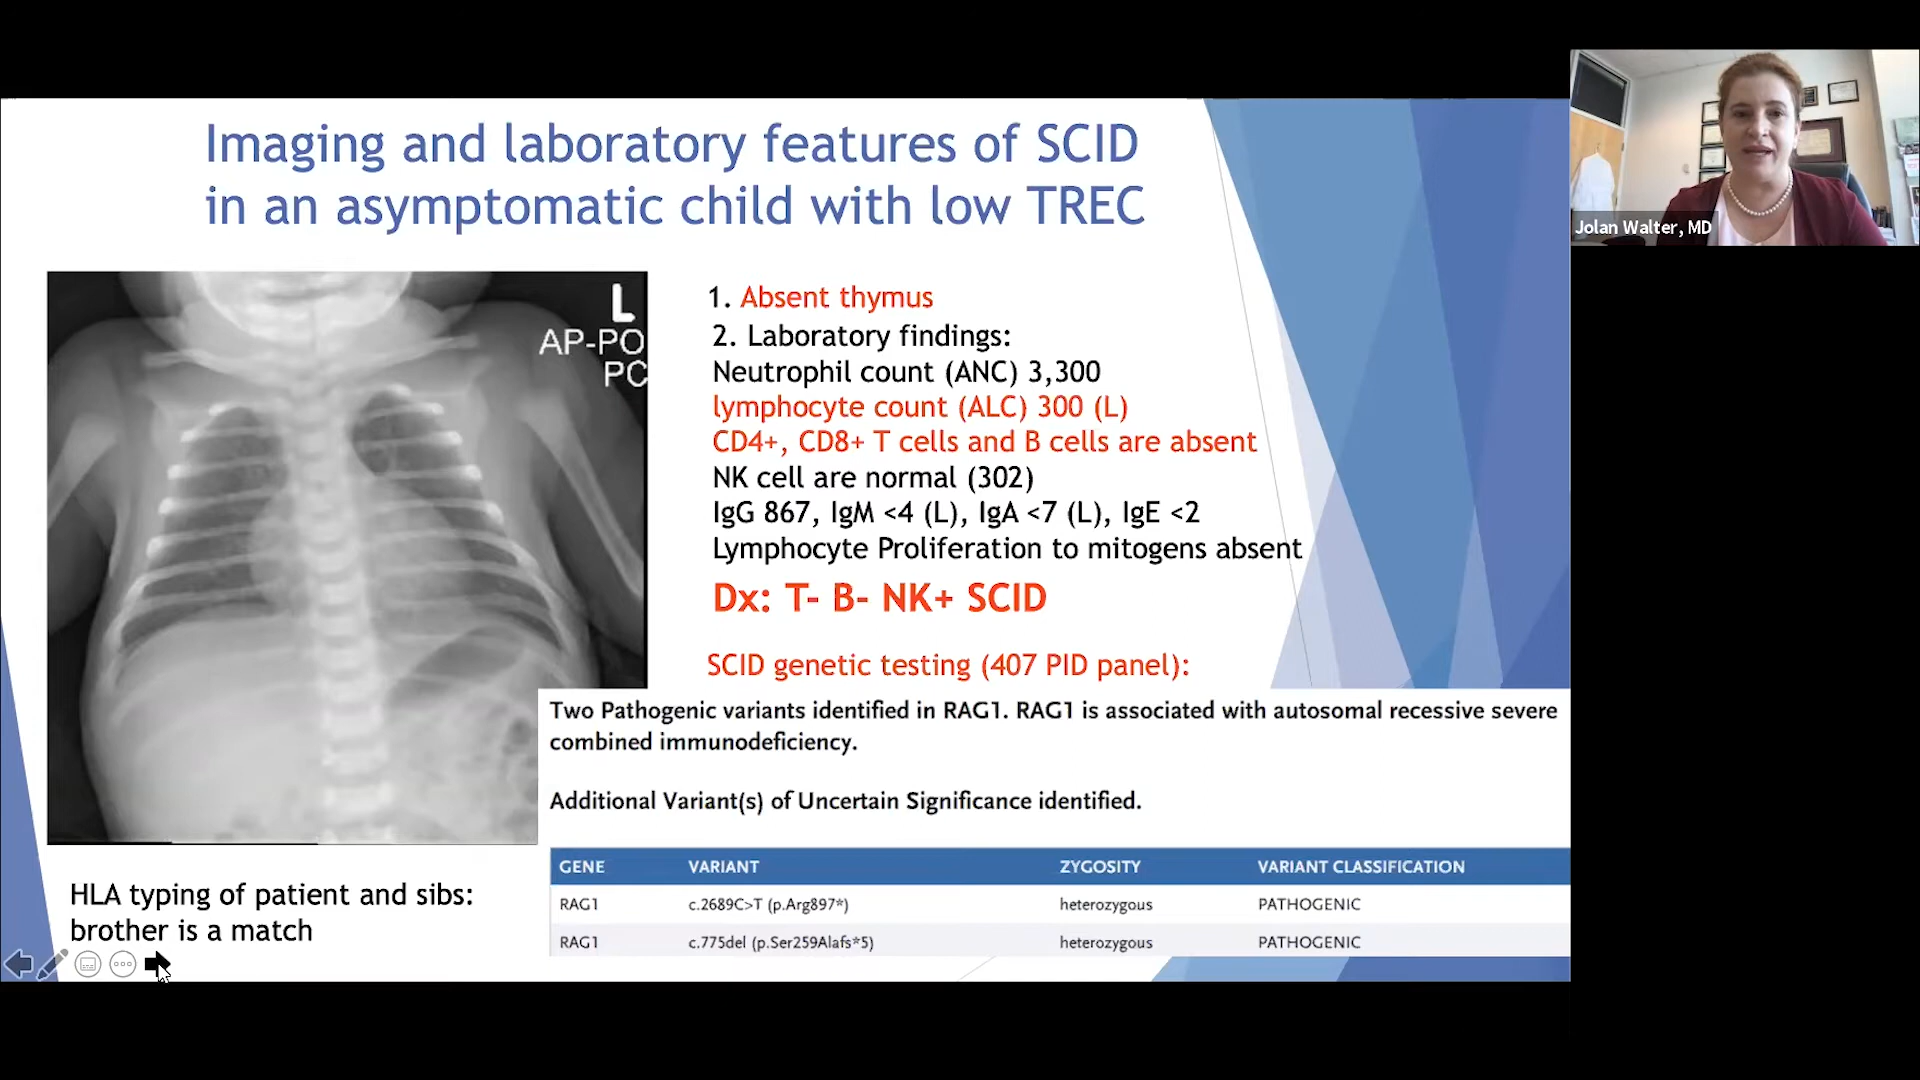 Imaging and laboratory features of SCID
in an asymptomatic child with low TREC
Jolan Walter, MD
L
AP-PO
PC
1. Absent thymus
2. Laboratory findings:
Neutrophil count (ANC) 3,300
lymphocyte count (ALC) 300 (L)
CD4+, CD8+ T cells and B cells are absent
NK cell are normal (302)
IgG 867, IgM <4 (L), IgA <7 (L), IgE <2
Lymphocyte Proliferation to mitogens absent
Dx: T- B- NK+ SCID
SCID genetic testing (407 PID panel):
Two Pathogenic variants identified in RAG1. RAG1 is associated with autosomal recessive severe
combined immunodeficiency.
Additional Variant(s) of Uncertain Significance identified.
GENE VARIANT ZYGOSITY VARIANT CLASSIFICATION
RAG1 c.2689C>T (p.Arg897*) heterozygous PATHOGENIC
RAG1 c.775del (p.Ser259Alafs*5) heterozygous PATHOGENIC
HLA typing of patient and sibs:
brother is a match